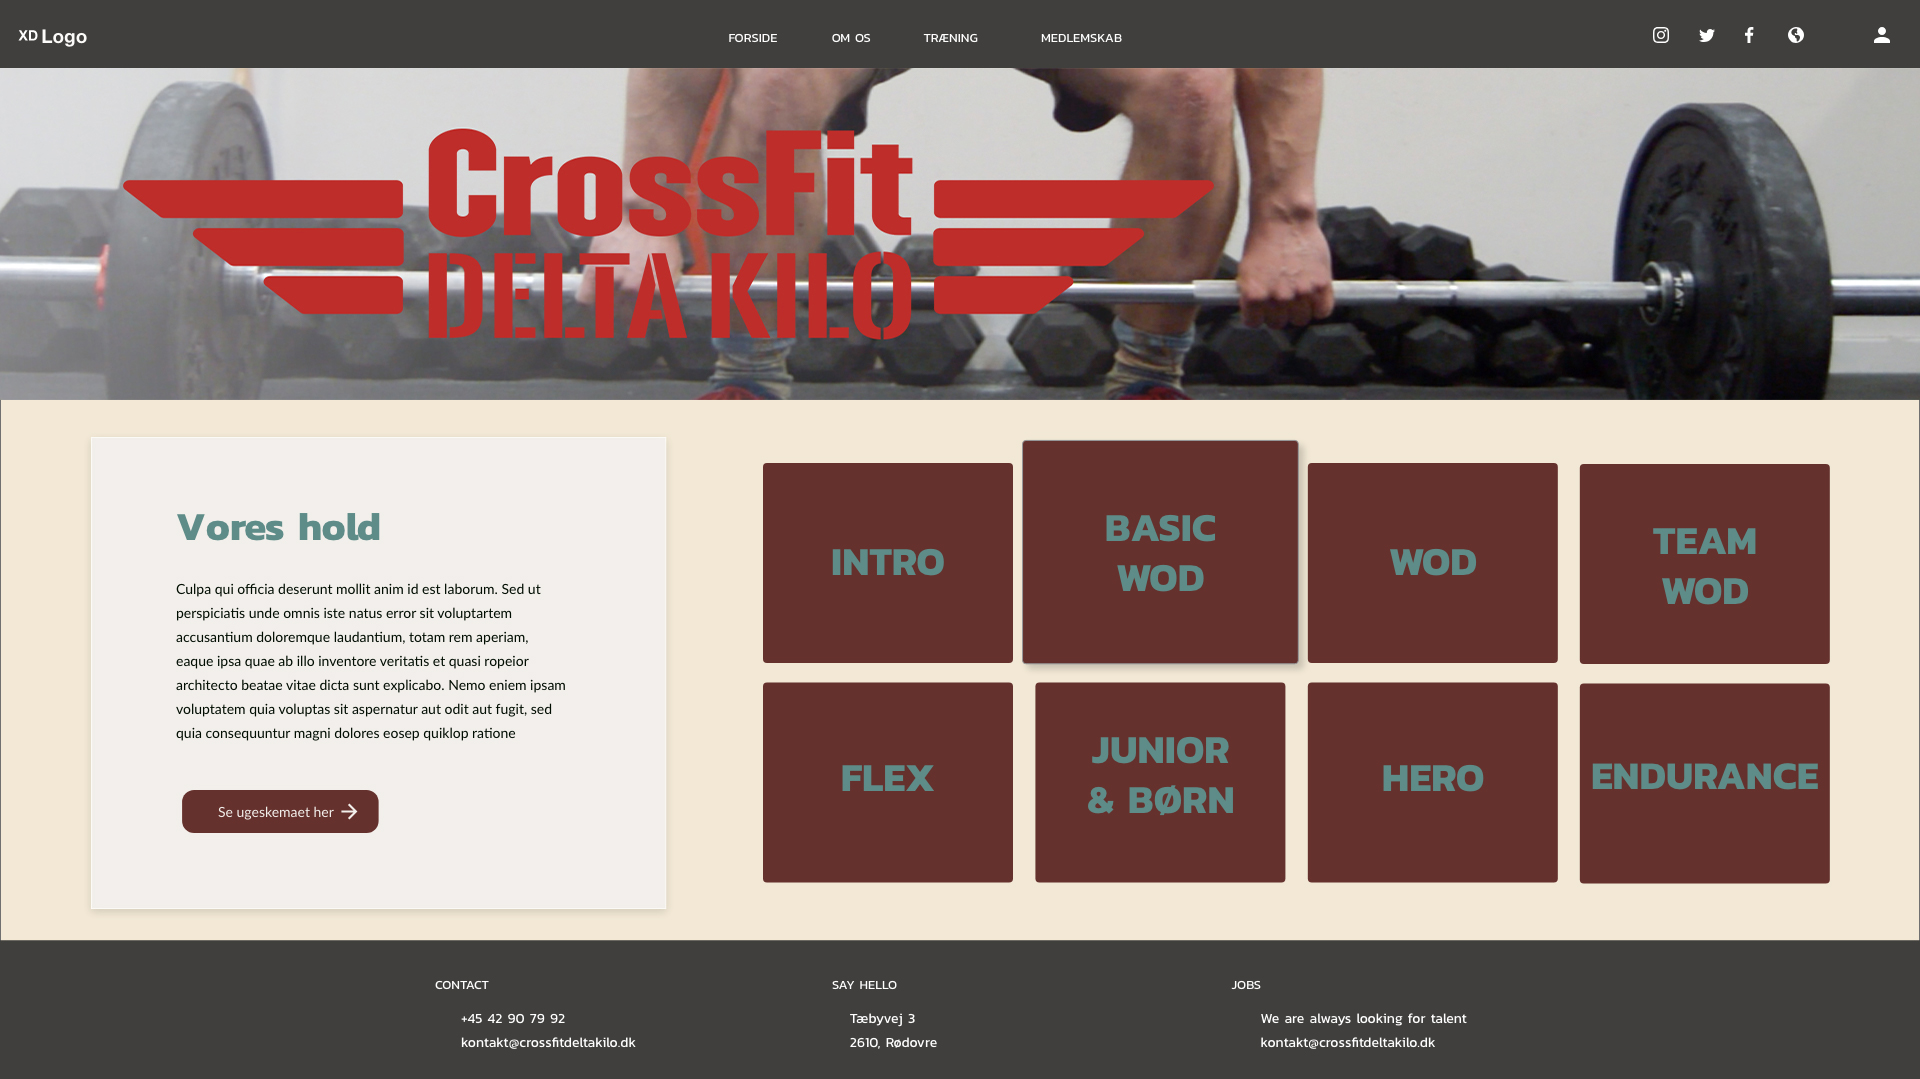 XD Logo
FORSIDE
OM OS
TRÆNING
MEDLEMSKAB
CrossFit
DELTA KILO
Vores hold
Culpa qui officia deserunt mollit anim id est laborum. Sed ut
perspiciatis unde omnis iste natus error sit voluptartem
accusantium doloremque laudantium, totam rem aperiam,
eaque ipsa quae ab illo inventore veritatis et quasi ropeior
architecto beatae vitae dicta sunt explicabo. Nemo eniem ipsam
voluptatem quia voluptas sit aspernatur aut odit aut fugit, sed
quia consequuntur magni dolores eosep quiklop ratione
Se ugeskemaet her
INTRO
BASIC
WOD
WOD
TEAM
WOD
FLEX
JUNIOR
& BØRN
HERO
ENDURANCE
CONTACT
+45 42 90 79 92
kontakt@crossfitdeltakilo.dk
SAY HELLO
Tæbyvej 3
2610, Rødovre
JOBS
We are always looking for talent
kontakt@crossfitdeltakilo.dk